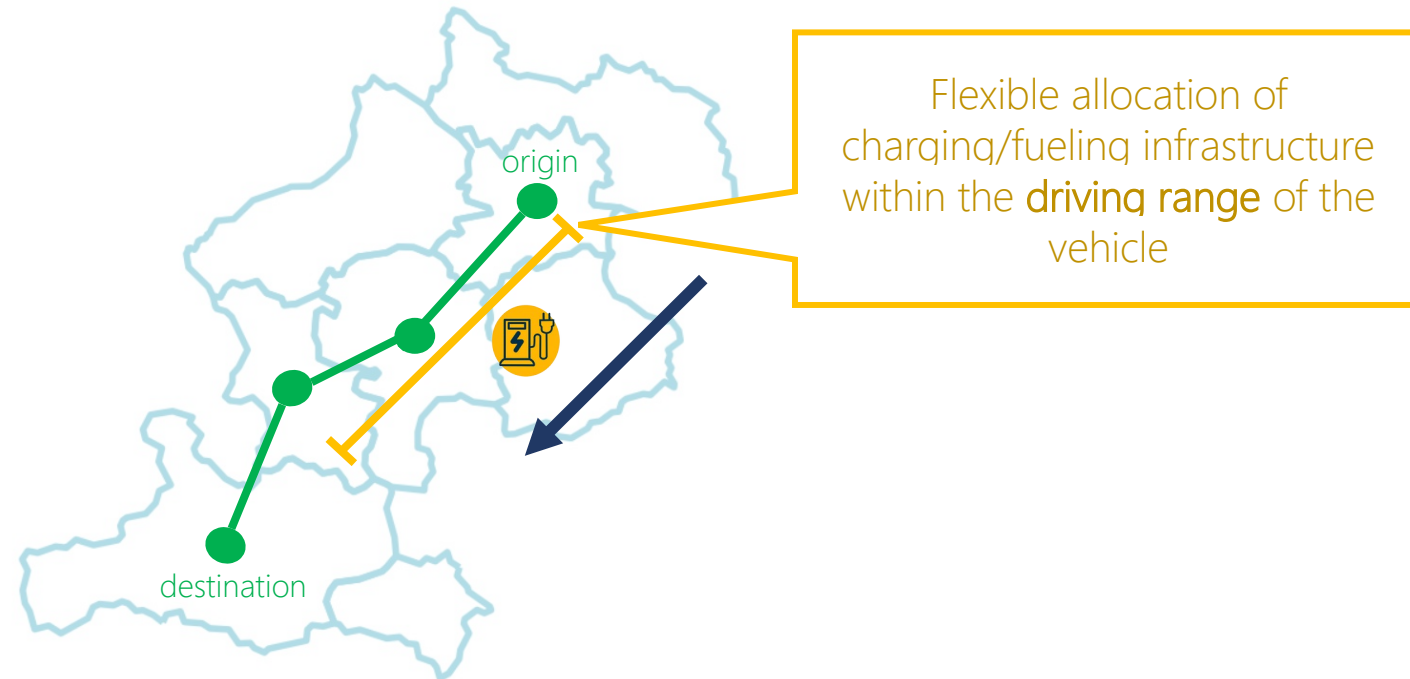 Flexible allocation of
charging/fueling infrastructure
within the driving range of the
vehicle
origin
destination